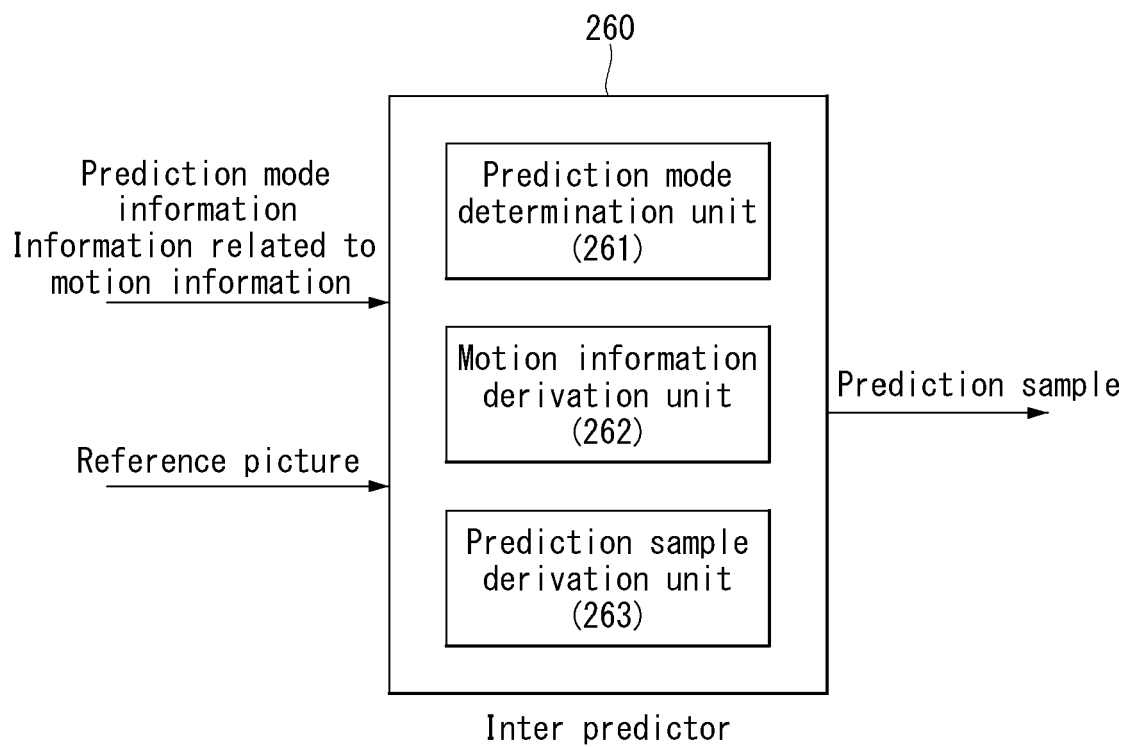 260
Prediction mode
information
Information related to
motion information
Reference picture
Prediction mode
determination unit
(261)
Motion information
derivation unit
(262)
Prediction sample
derivation unit
(263)
Prediction sample
Inter predictor